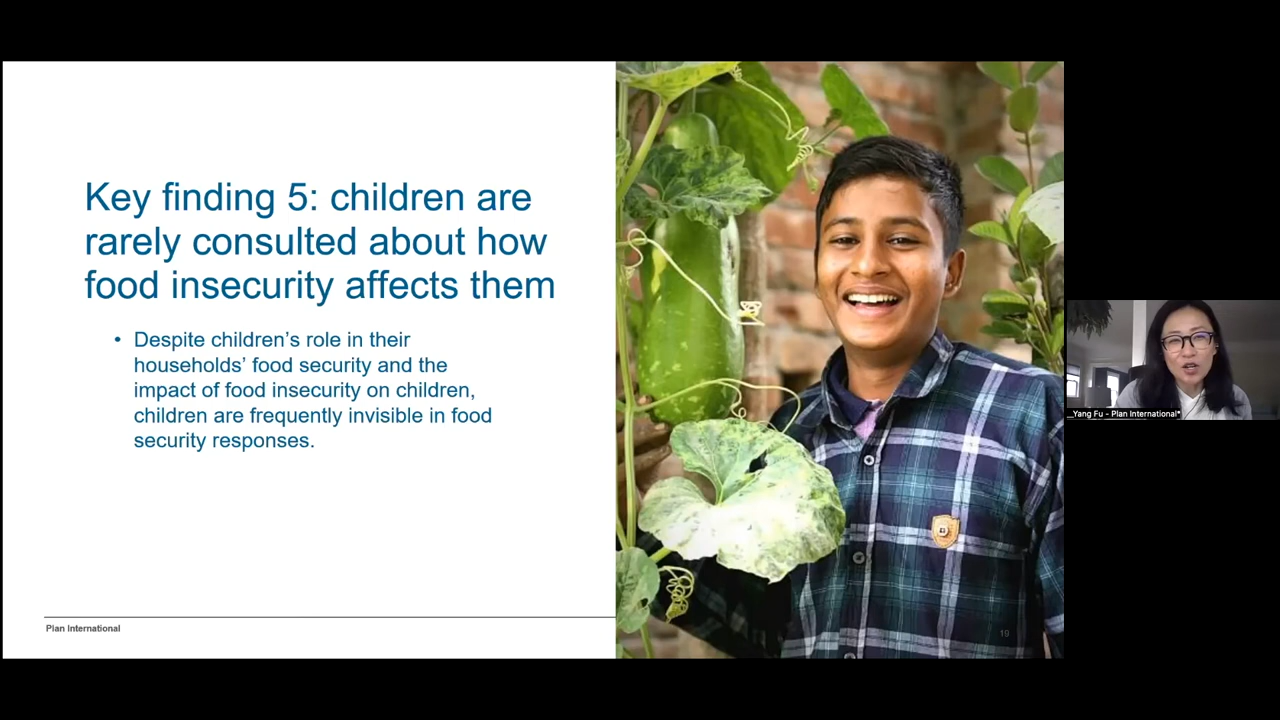 Key finding 5: children are
rarely consulted about how
food insecurity affects them
• Despite children’s role in their
households’ food security and the
impact of food insecurity on children,
children are frequently invisible in food
security responses.
Plan International
19
Yang Fu - Plan International*